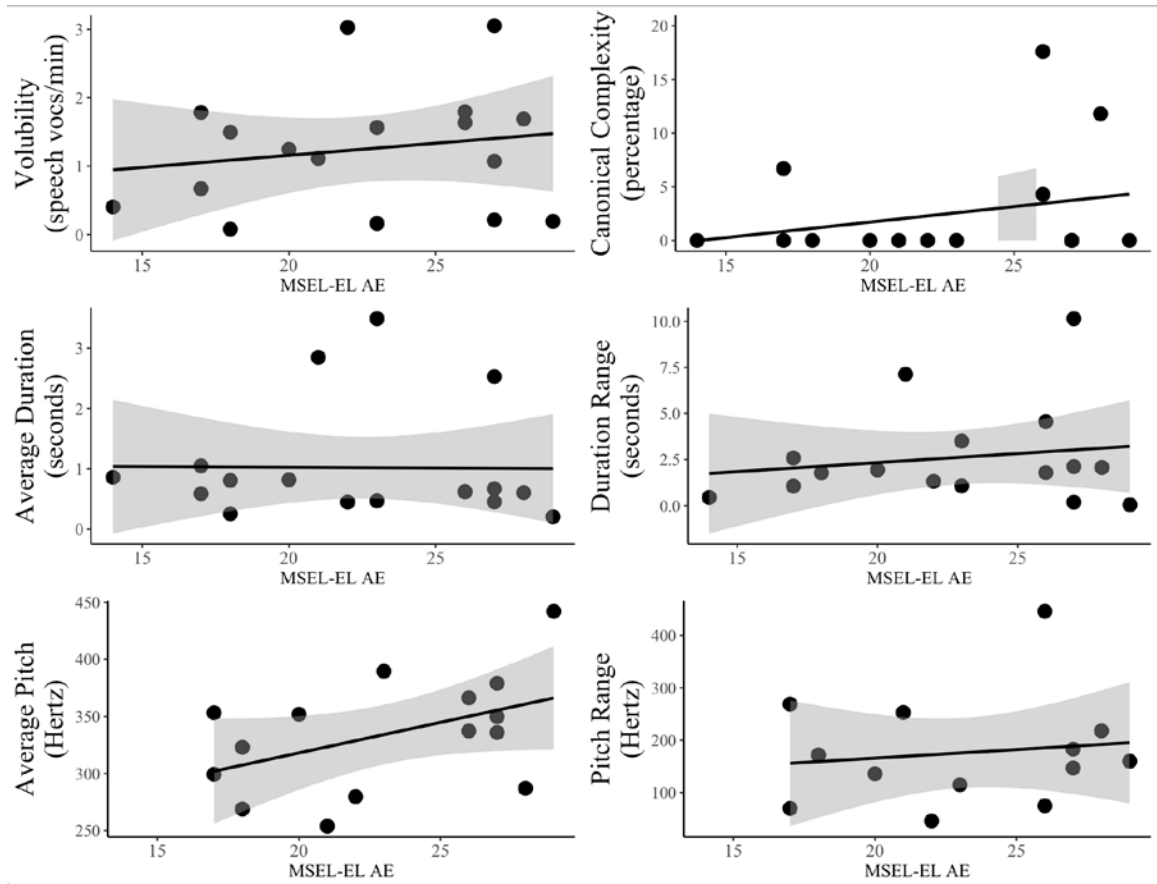 Volubility
(speech vocs/min)
3
2
1
0
15 20 25
MSEL-EL AE
Canonical Complexity
(percentage)
20
15
10
5
0
15 20 25
MSEL-EL AE
Average Duration
(seconds)
3
2
1
0
15 20 25
MSEL-EL AE
Duration Range
(seconds)
10.0
7.5
5.0
2.5
0.0
15 20 25
MSEL-EL AE
Average Pitch
(Hertz)
450
400
350
300
250
15 20 25
MSEL-EL AE
Pitch Range
(Hertz)
400
300
200
100
15 20 25
MSEL-EL AE